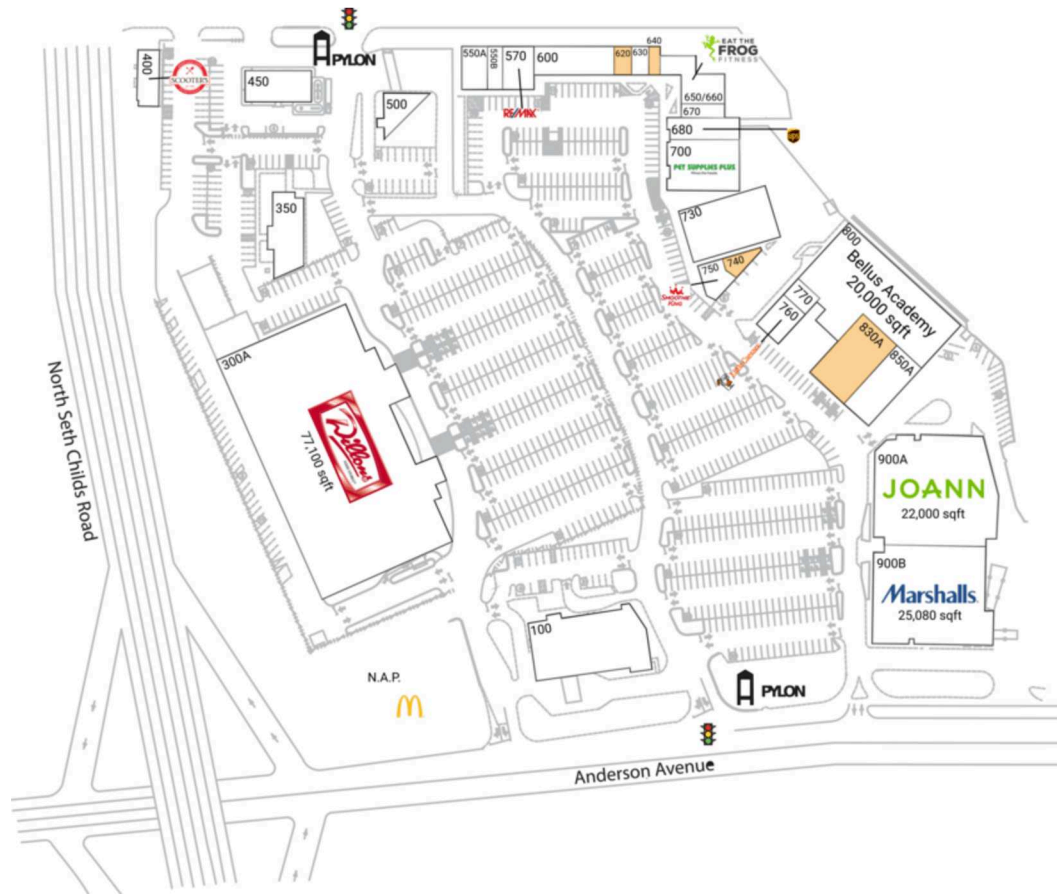 400
SCOOTER'S
450
PYLON
500
550A
550B
570
600
620
630
640
EAT THE
FROG
FITNESS
RE/MAX
650/660
670
680
700
PET SUPPLIES PLUS
350
730
740
750
SMOOTHIE
KING
800
Bellus Academy
20,000 sqft
770
760
830A
850A
300A
Willows
77,100 sqft
North Seth Childs Road
900A
JOANN
22,000 sqft
900B
Marshalls
25,080 sqft
100
N.A.P.
PYLON
Anderson Avenue